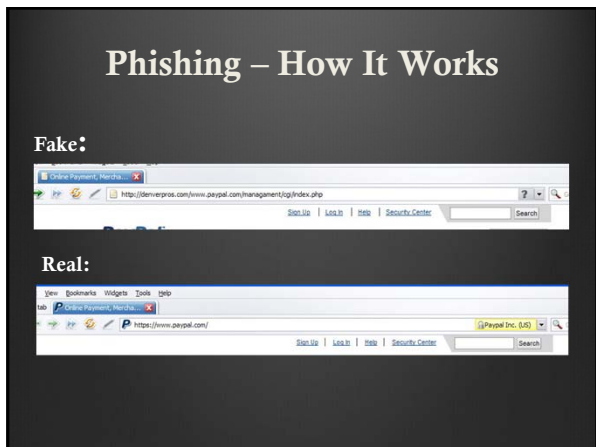 Phishing – How It Works
Fake:
Online Payment, Mercha...
http://denverpros.com/www.paypal.com/managament/cgi/index.php
?
Sign Up | Log In | Help | Security Center
Search
Real:
View Bookmarks Widgets Tools Help
tab Online Payment, Mercha...
https://www.paypal.com/
Paypal Inc. (US)
Sign Up | Log In | Help | Security Center
Search